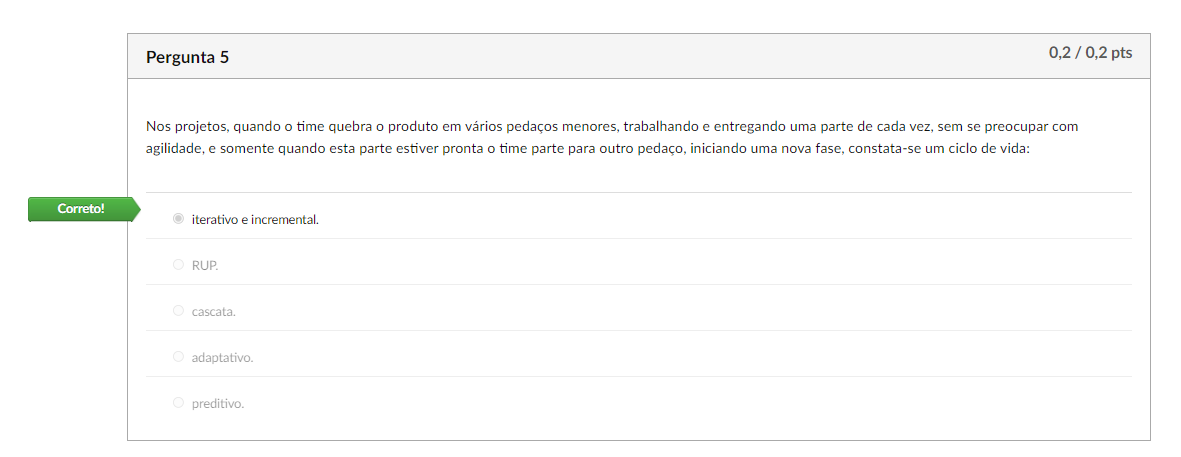 Pergunta 5
0,2 / 0,2 pts
Nos projetos, quando o time quebra o produto em vários pedaços menores, trabalhando e entregando uma parte de cada vez, sem se preocupar com
agilidade, e somente quando esta parte estiver pronta o time parte para outro pedaço, iniciando uma nova fase, constata-se um ciclo de vida:
Correto!
iterativo e incremental.
RUP.
cascata.
adaptativo.
preditivo.